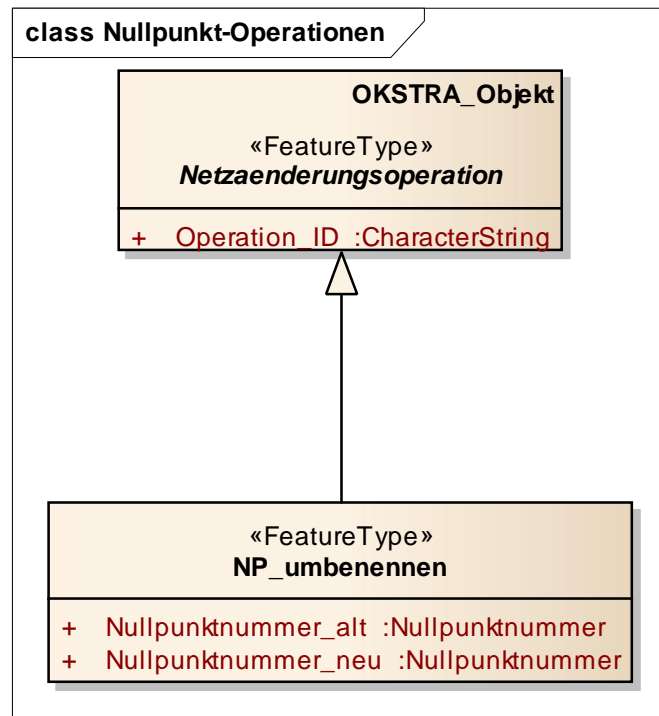 class Nullpunkt-Operationen
OKSTRA_Objekt
«FeatureType»
Netzaenderungsoperation
+ Operation_ID :CharacterString
«FeatureType»
NP_umbenennen
+ Nullpunktnummer_alt :Nullpunktnummer
+ Nullpunktnummer_neu :Nullpunktnummer